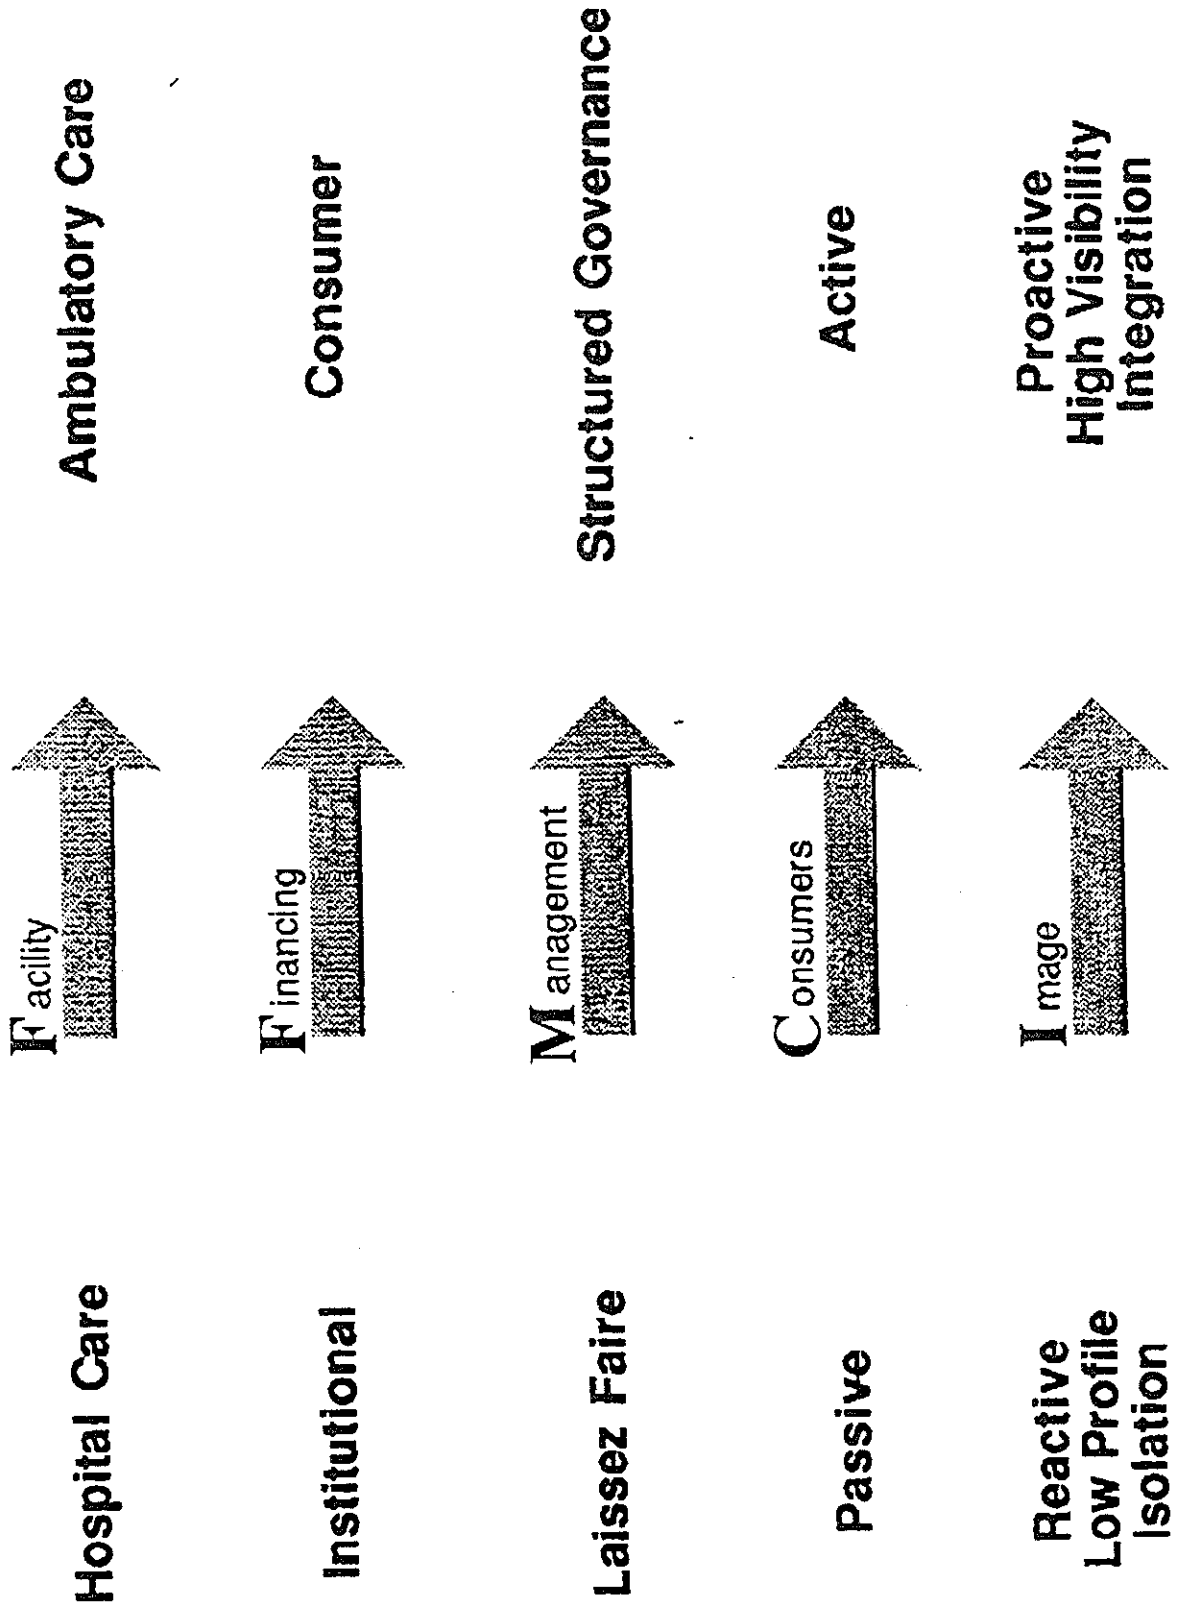 Hospital Care
Facility
Ambulatory Care
Institutional
Financing
Consumer
Laissez Faire
Management
Structured Governance
Passive
Consumers
Active
Reactive
Low Profile
Isolation
Image
Proactive
High Visibility
Integration